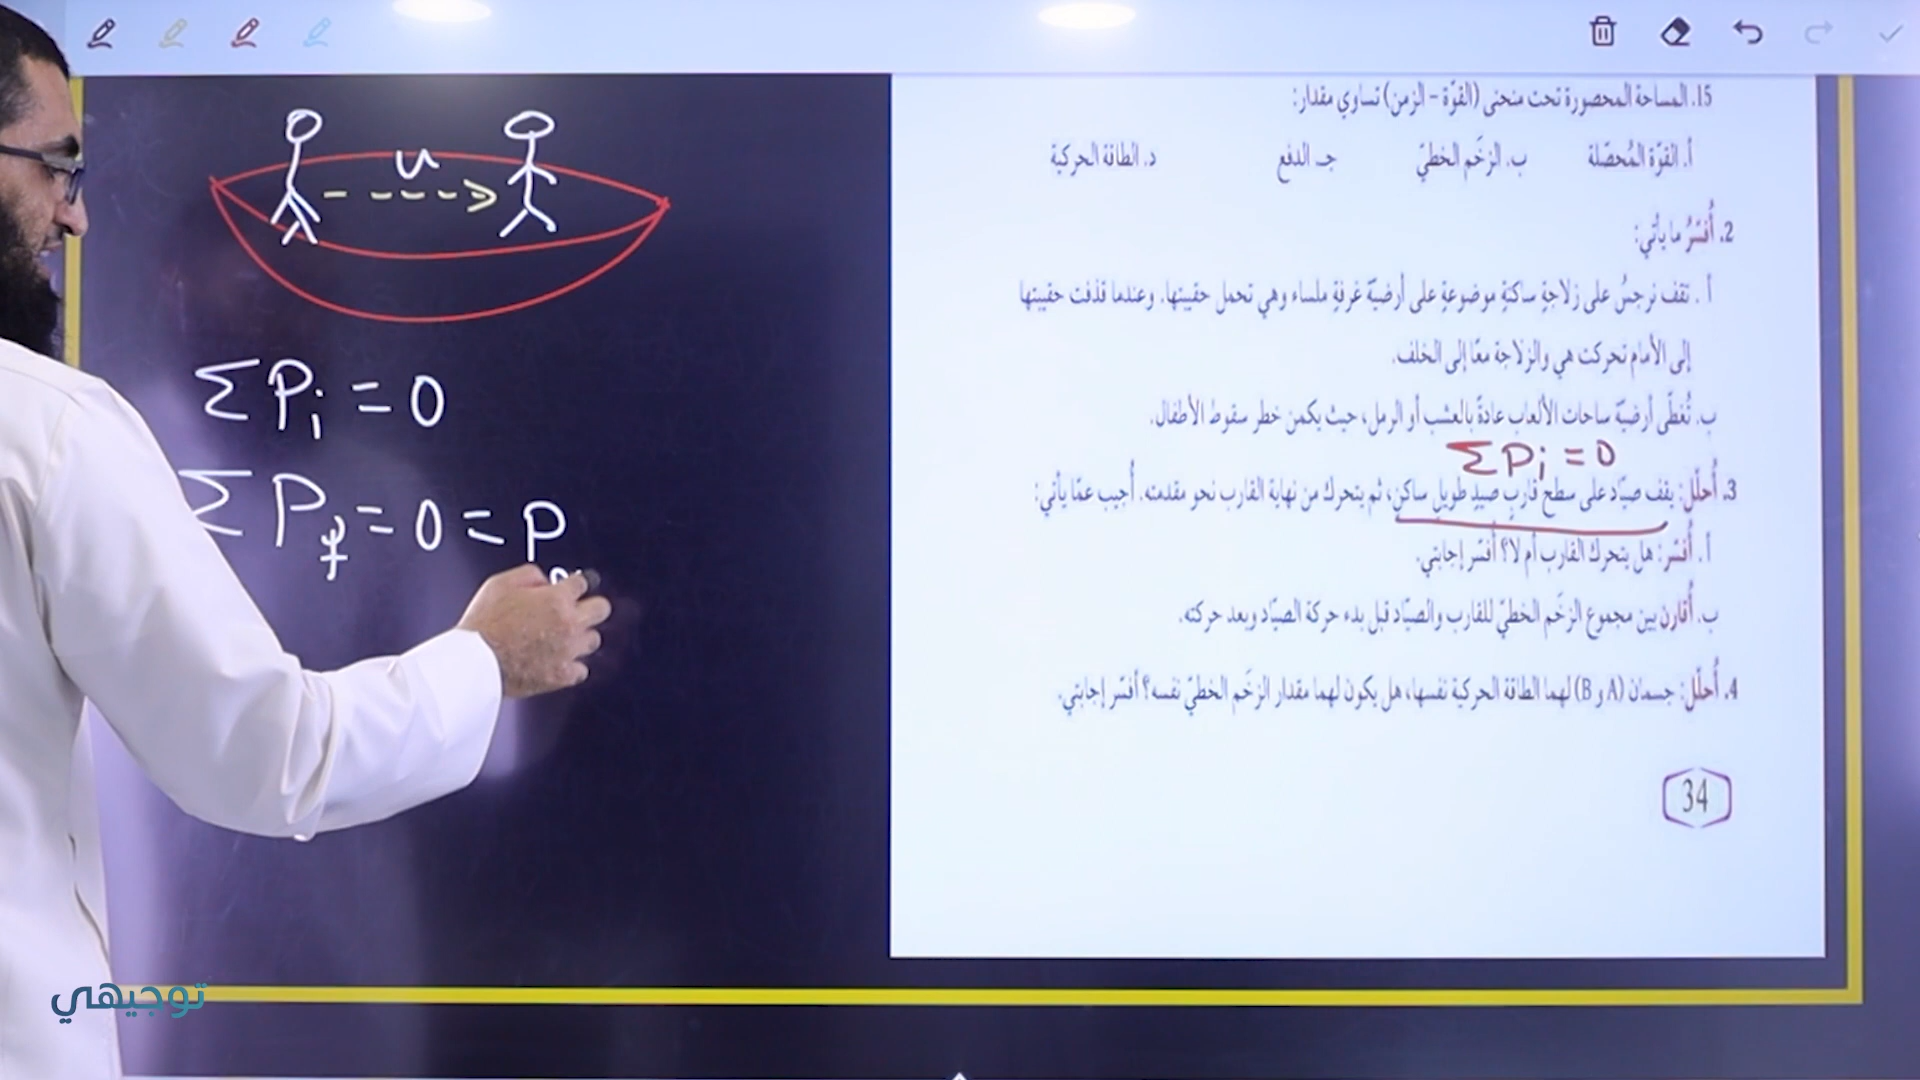 15. المساحة المحصورة تحت منحنى (القوّة – الزمن) تساوي مقدار:
أ. القوّة المُحصّلة ب. الزخَم الخطيّ جـ. الدفع د. الطاقة الحركية
2. أُفسّرُ ما يأتي:
أ. تقف نرجسُ على زلاجةٍ ساكنةٍ موضوعةٍ على أرضيّة غرفةٍ ملساء وهي تحمل حقيبتها. وعندما قذفت حقيبتها
إلى الأمام تحركت هي والزلاجة معًا إلى الخلف.
ب. تُغطّى أرضيّة ساحات الألعاب عادةً بالعشب أو الرمل، حيث يكمن خطر سقوط الأطفال.
ΣPi = 0
3. أُحلّل: يقف صيّاد على سطح قاربٍ صيدٍ طويلٍ ساكنٍ، ثم يتحرك من نهاية القارب نحو مقدمته. أُجيب عمّا يأتي:
أ. أُفسّر: هل يتحرك القارب أم لا؟ أُفسّر إجابتي.
ب. أُقارن بين مجموع الزخَم الخطيّ للقارب والصيّاد قبل بدء حركة الصيّاد وبعد حركته.
4. أُحلّل: جسمان (A و B) لهما الطاقة الحركية نفسها، هل يكون لهما مقدار الزخَم الخطيّ نفسه؟ أفسّر إجابتي.
34
u
ΣPi = 0
ΣPf = 0 = P
توجيهي